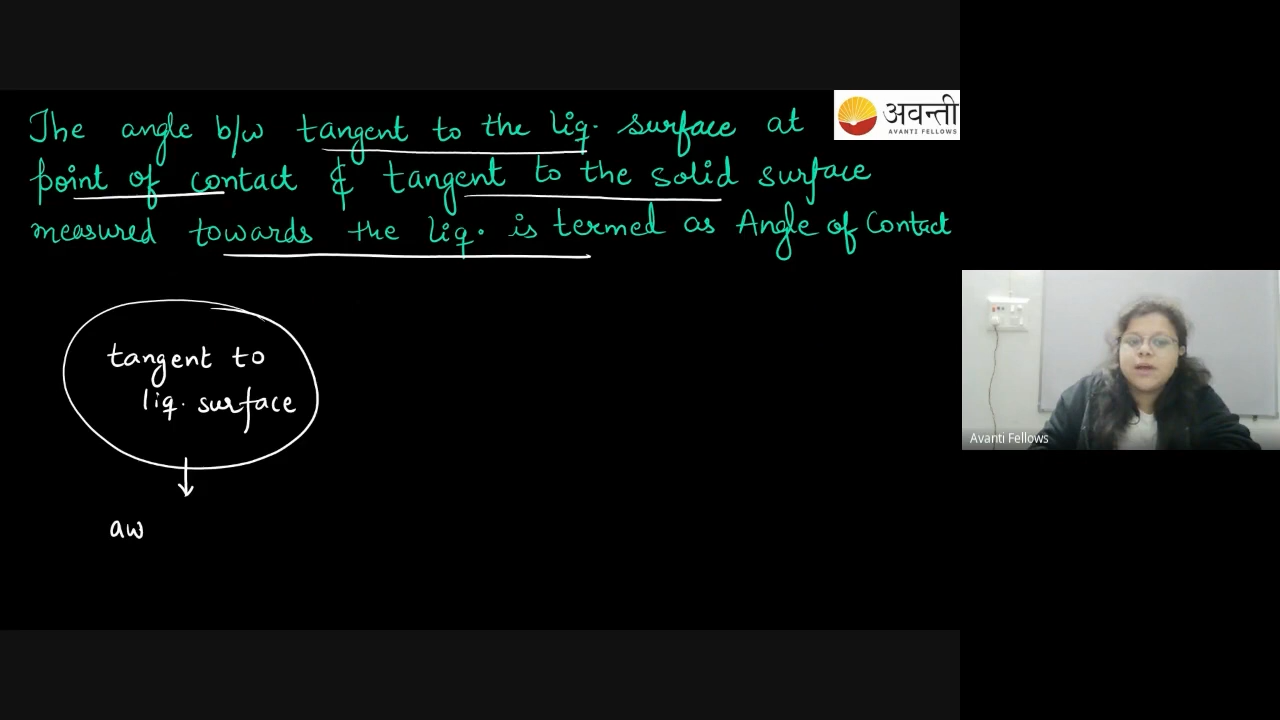 The angle b/w tangent to the liq. surface at
point of contact & tangent to the solid surface
measured towards the liq. is termed as Angle of Contact
अवन्ती
AVANTI FELLOWS
tangent to
liq. surface
aw
Avanti Fellows